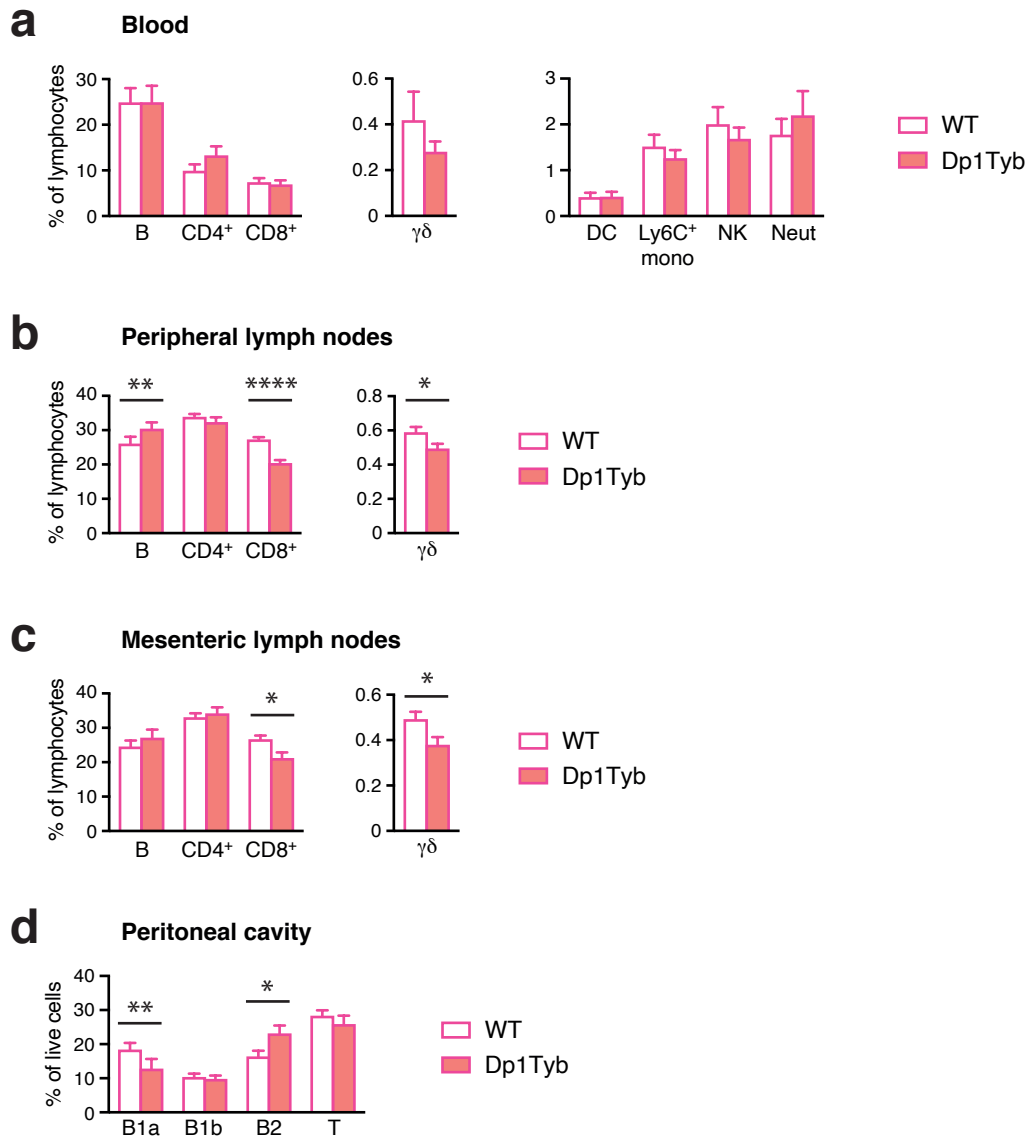 a Blood
% of lymphocytes
30
20
10
0
B CD4⁺ CD8⁺
0.6
0.4
0.2
0
γδ
3
2
1
0
DC Ly6C⁺ NK Neut
mono
WT
Dp1Tyb
b Peripheral lymph nodes
% of lymphocytes
40
30
20
10
0
** ****
B CD4⁺ CD8⁺
0.8
0.6
0.4
0.2
0
*
γδ
WT
Dp1Tyb
c Mesenteric lymph nodes
% of lymphocytes
40
30
20
10
0
*
B CD4⁺ CD8⁺
0.6
0.4
0.2
0
*
γδ
WT
Dp1Tyb
d Peritoneal cavity
% of live cells
40
30
20
10
0
** *
B1a B1b B2 T
WT
Dp1Tyb